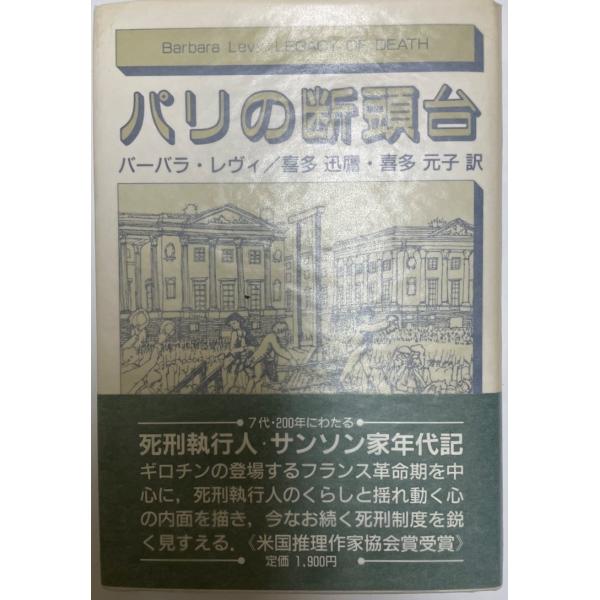 Barbara Levy/LEGACY OF DEATH
パリの断頭台
バーバラ・レヴィ/喜多 迅鷹・喜多 元子 訳
7代・200年にわたる
死刑執行人・サンソン家年代記
ギロチンの登場するフランス革命期を中
心に,死刑執行人のくらしと揺れ動く心
の内面を描き,今なお続く死刑制度を鋭
く見すえる.《米国推理作家協会賞受賞》
定価 1,900円